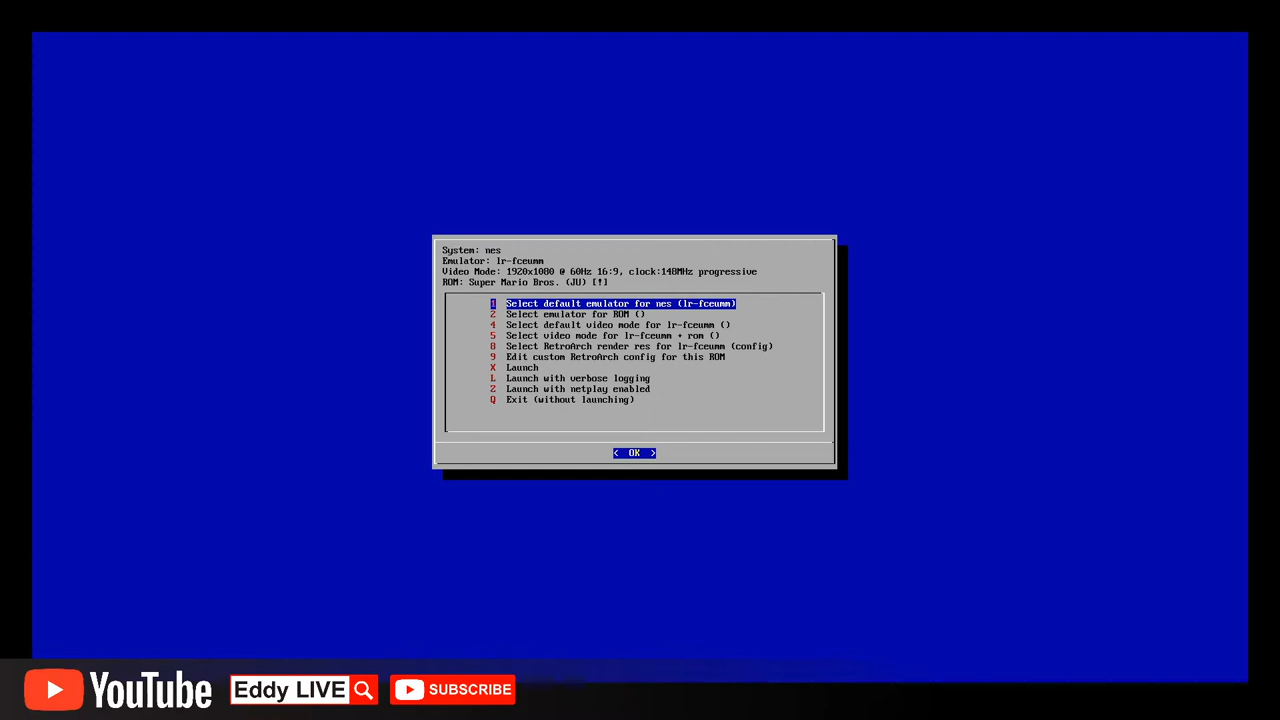 System: nes
Emulator: lr-fceumm
Video Mode: 1920x1080 @ 60Hz 16:9, clock:148MHz progressive
ROM: Super Mario Bros. (JU) [!]
1 Select default emulator for nes (lr-fceumm)
2 Select emulator for ROM ()
4 Select default video mode for lr-fceumm ()
5 Select video mode for lr-fceumm + rom ()
8 Select RetroArch render res for lr-fceumm (config)
9 Edit custom RetroArch config for this ROM
X Launch
L Launch with verbose logging
Z Launch with netplay enabled
Q Exit (without launching)
< OK >
YouTube Eddy LIVE SUBSCRIBE